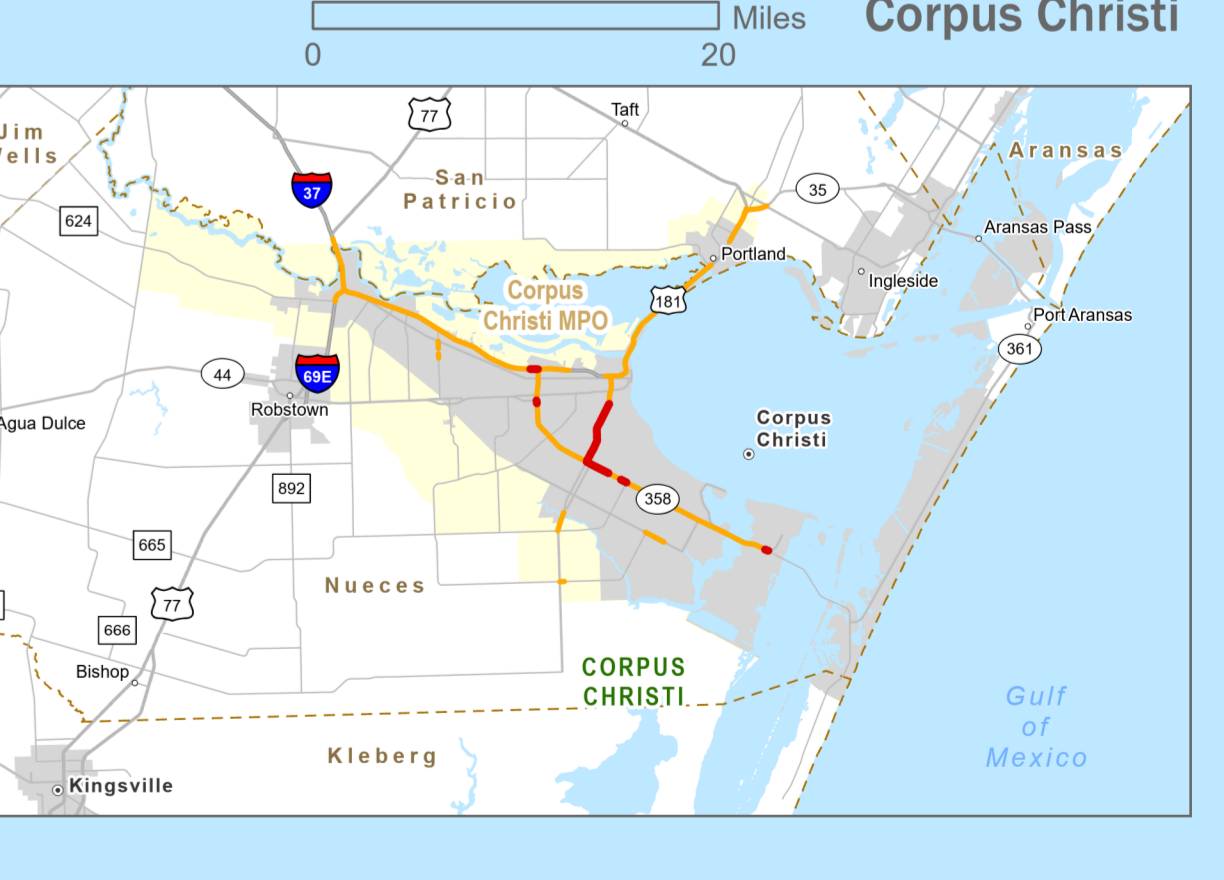 Corpus Christi
Miles
0
20
77
Taft
Jim
Wells
Aransas
37
San
Patricio
35
624
Aransas Pass
Portland
Ingleside
Corpus
Christi MPO
181
Port Aransas
361
44
69E
Robstown
Agua Dulce
Corpus
Christi
892
358
665
Nueces
77
666
Bishop
CORPUS
CHRISTI
Gulf
of
Mexico
Kleberg
Kingsville